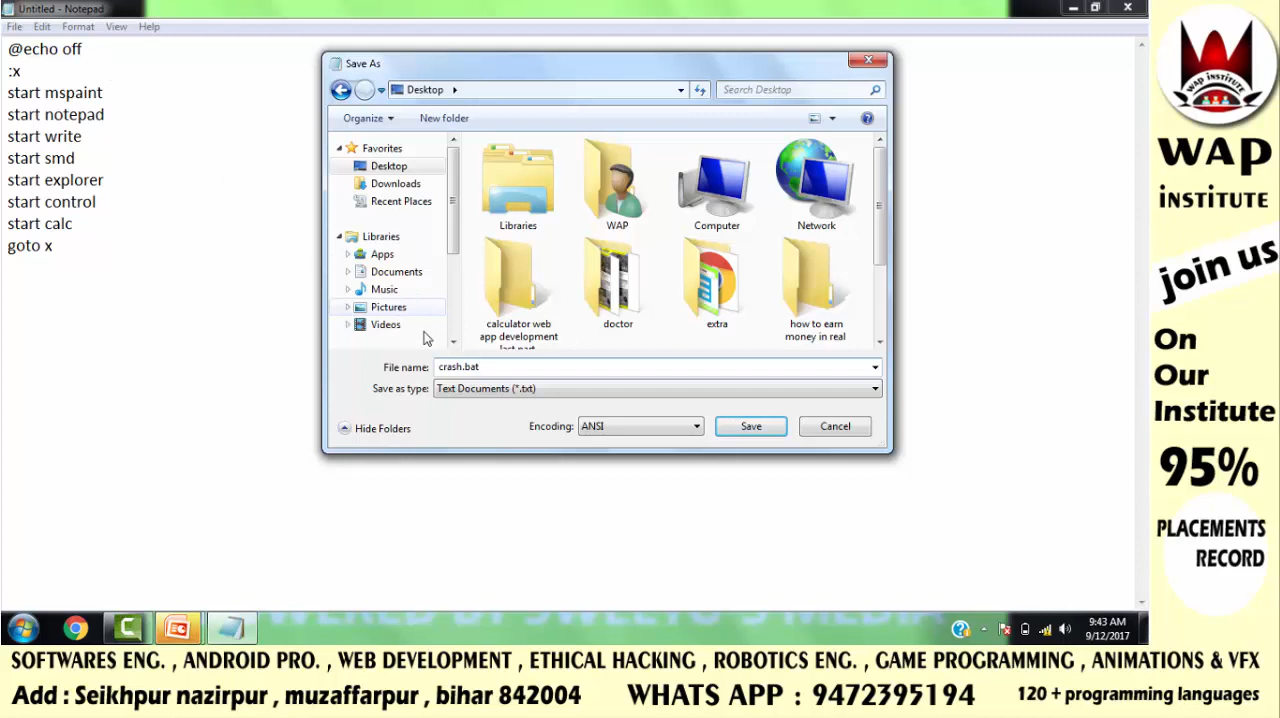 Untitled - Notepad
File Edit Format View Help
@echo off
:x
start mspaint
start notepad
start write
start smd
start explorer
start control
start calc
goto x
Save As
Desktop
Search Desktop
Organize
New folder
Favorites
Desktop
Downloads
Recent Places
Libraries
Apps
Documents
Music
Pictures
Videos
Libraries
WAP
Computer
Network
calculator web
app development
last part
doctor
extra
how to earn
money in real
File name: crash.bat
Save as type: Text Documents (*.txt)
Hide Folders
Encoding: ANSI
Save
Cancel
9:43 AM
9/12/2017
wap institute
WAP
INSTITUTE
join us
On
Our
Institute
95%
PLACEMENTS
RECORD
SOFTWARES ENG. , ANDROID PRO. , WEB DEVELOPMENT , ETHICAL HACKING , ROBOTICS ENG. , GAME PROGRAMMING , ANIMATIONS & VFX
Add : Seikhpur nazirpur , muzaffarpur , bihar 842004 WHATS APP : 9472395194 120 + programming languages